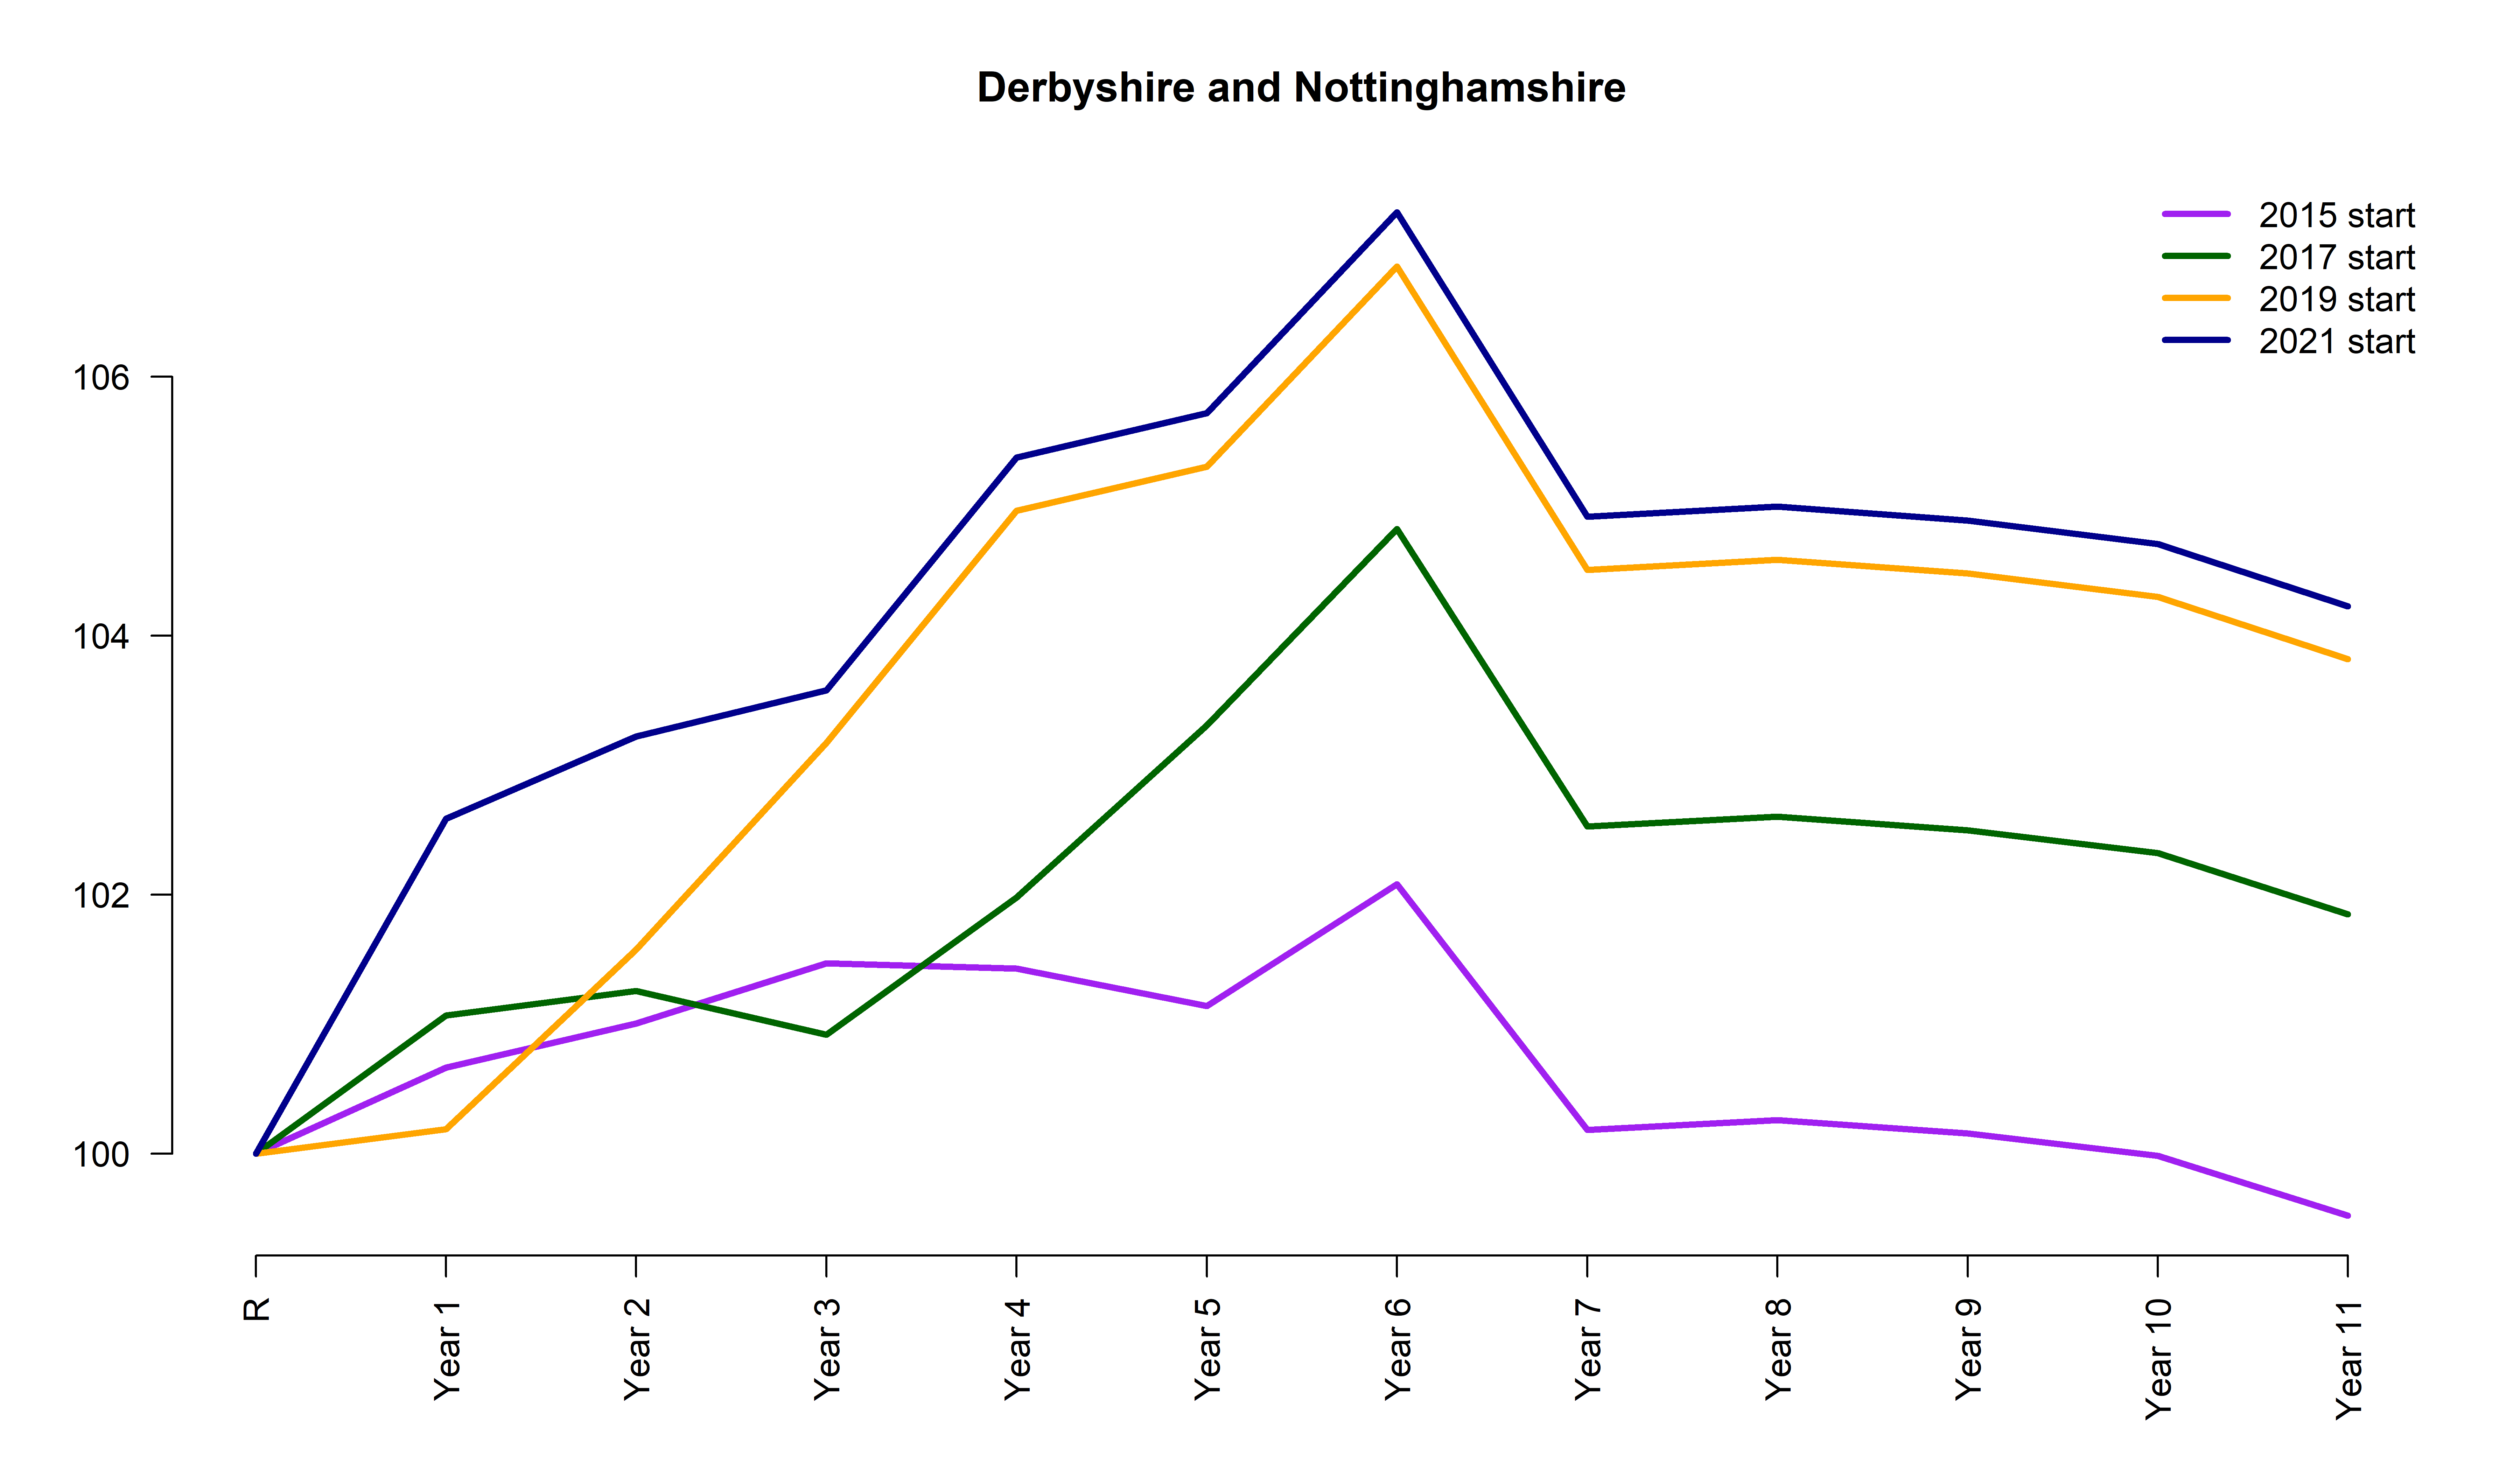 Derbyshire and Nottinghamshire
2015 start
2017 start
2019 start
2021 start
106
104
102
100
R
Year 1
Year 2
Year 3
Year 4
Year 5
Year 6
Year 7
Year 8
Year 9
Year 10
Year 11